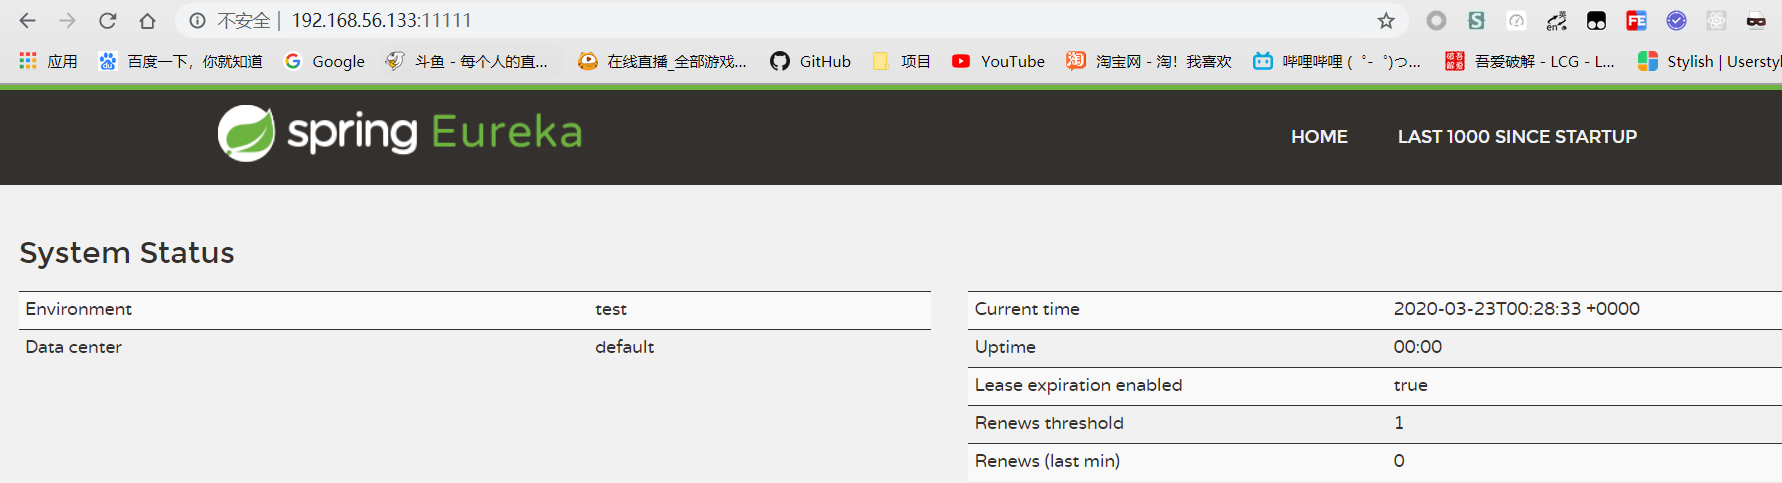 不安全 | 192.168.56.133:11111
应用 百度一下，你就知道 Google 斗鱼 - 每个人的直... 在线直播_全部游戏... GitHub 项目 YouTube 淘宝网 - 淘！我喜欢 哔哩哔哩 ( ゜- ゜)つ... 吾爱破解 - LCG - L... Stylish | Userstyl
spring Eureka HOME LAST 1000 SINCE STARTUP
System Status
Environment test
Data center default
Current time 2020-03-23T00:28:33 +0000
Uptime 00:00
Lease expiration enabled true
Renews threshold 1
Renews (last min) 0